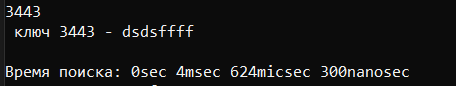 3443
ключ 3443 - dsdsffff
Время поиска: 0sec 4msec 624micsec 300nanosec